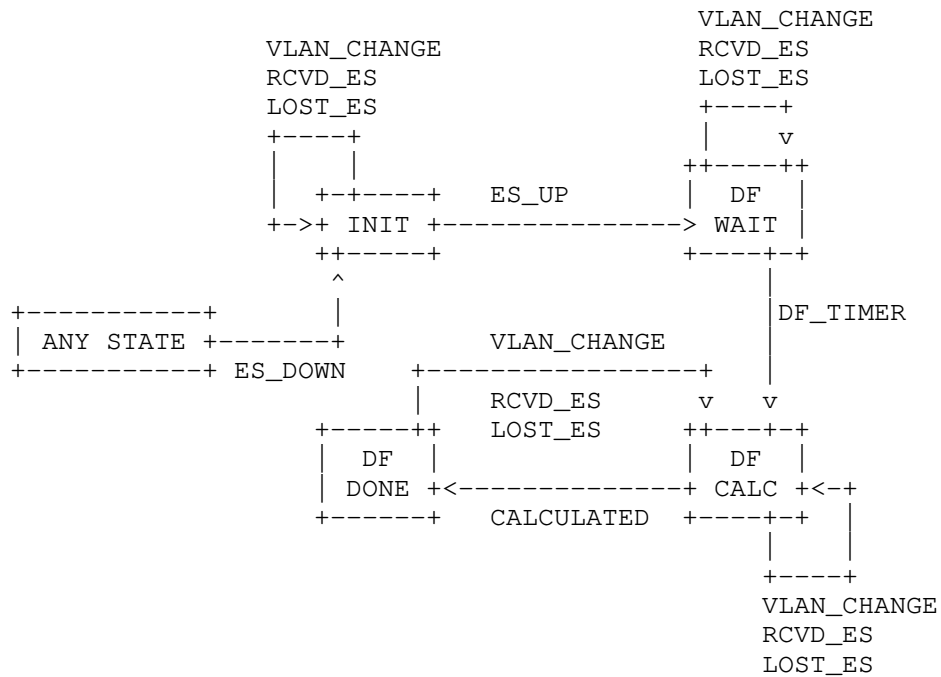 VLAN_CHANGE
VLAN_CHANGE
RCVD_ES
RCVD_ES
LOST_ES
LOST_ES
ES_UP
DF
INIT
WAIT
DF_TIMER
ANY STATE
VLAN_CHANGE
ES_DOWN
RCVD_ES
LOST_ES
DF
DF
DONE
CALC
CALCULATED
VLAN_CHANGE
RCVD_ES
LOST_ES